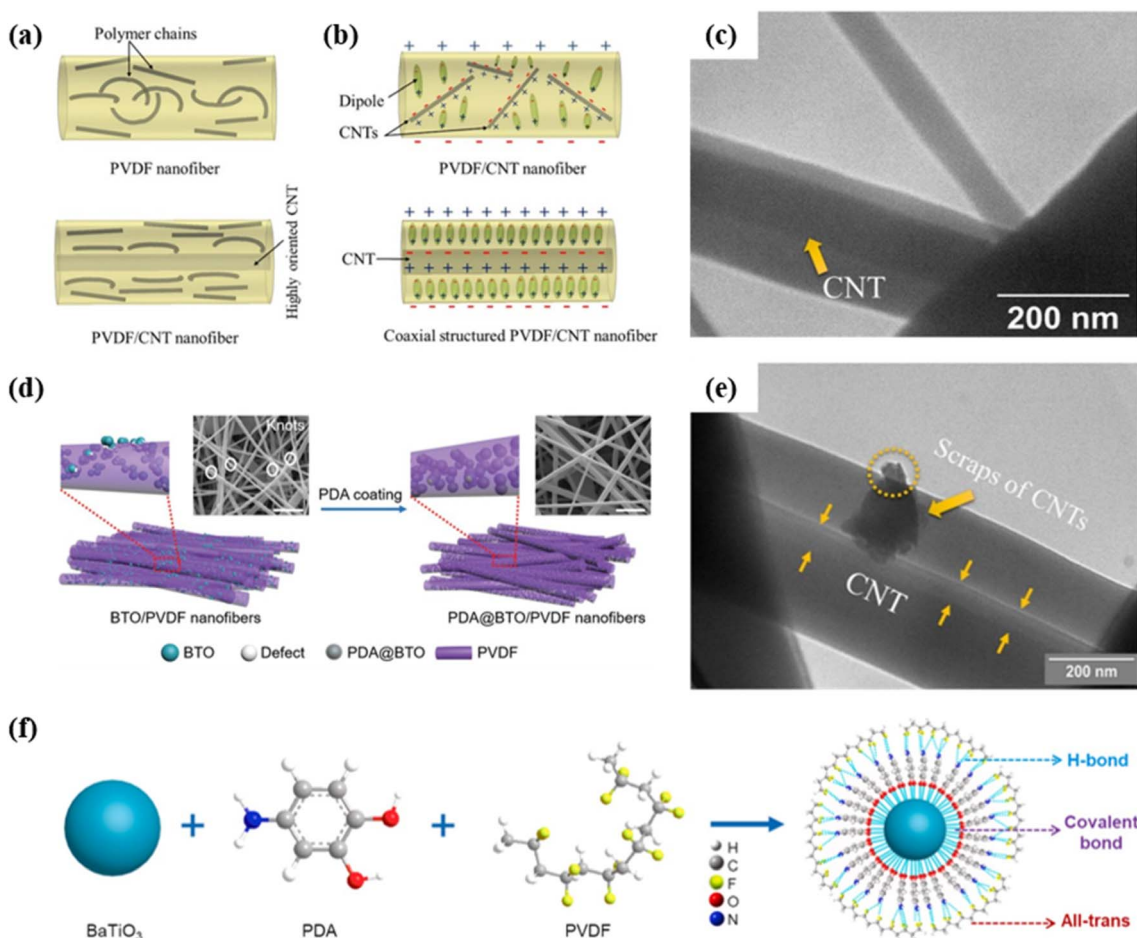 (a)
Polymer chains
PVDF nanofiber
Highly oriented CNT
PVDF/CNT nanofiber
(b)
Dipole
CNTs
PVDF/CNT nanofiber
CNT
Coaxial structured PVDF/CNT nanofiber
(c)
CNT
200 nm
(d)
Knots
PDA coating
BTO/PVDF nanofibers
PDA@BTO/PVDF nanofibers
BTO
Defect
PDA@BTO
PVDF
(e)
Scraps of CNTs
CNT
200 nm
(f)
BaTiO₃
PDA
PVDF
H
C
F
O
N
H-bond
Covalent
bond
All-trans